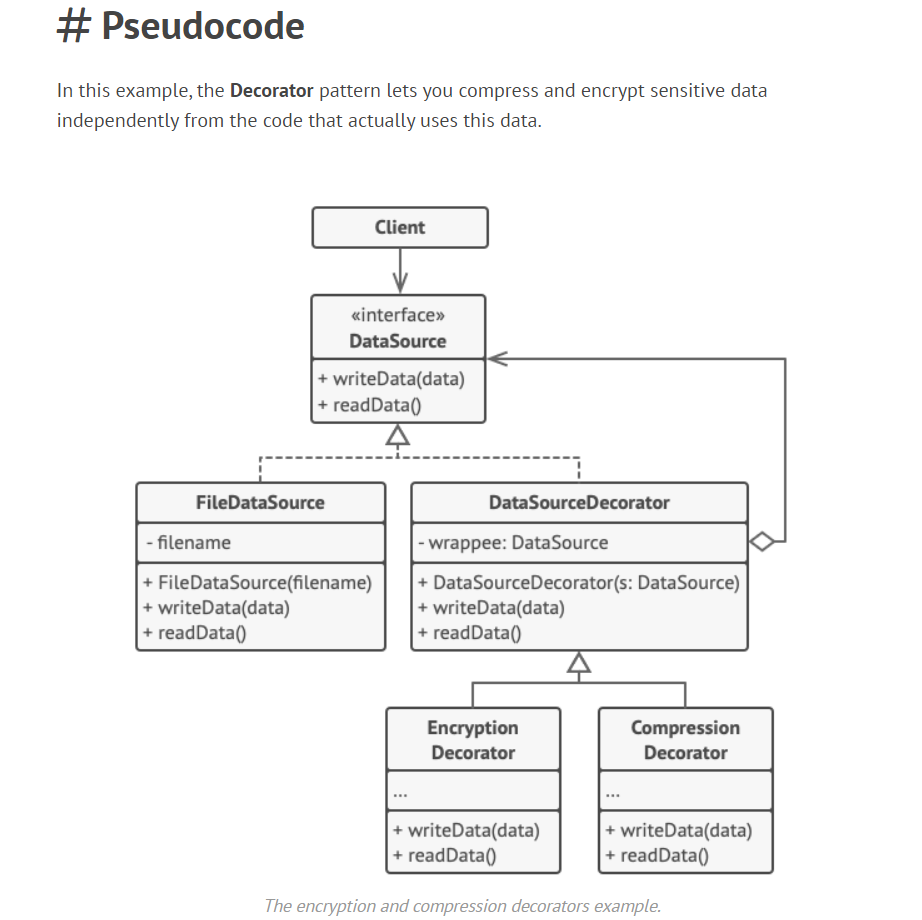 # Pseudocode
In this example, the Decorator pattern lets you compress and encrypt sensitive data
independently from the code that actually uses this data.
Client
«interface»
DataSource
+ writeData(data)
+ readData()
FileDataSource
- filename
+ FileDataSource(filename)
+ writeData(data)
+ readData()
DataSourceDecorator
- wrappee: DataSource
+ DataSourceDecorator(s: DataSource)
+ writeData(data)
+ readData()
Encryption
Decorator
...
+ writeData(data)
+ readData()
Compression
Decorator
...
+ writeData(data)
+ readData()
The encryption and compression decorators example.